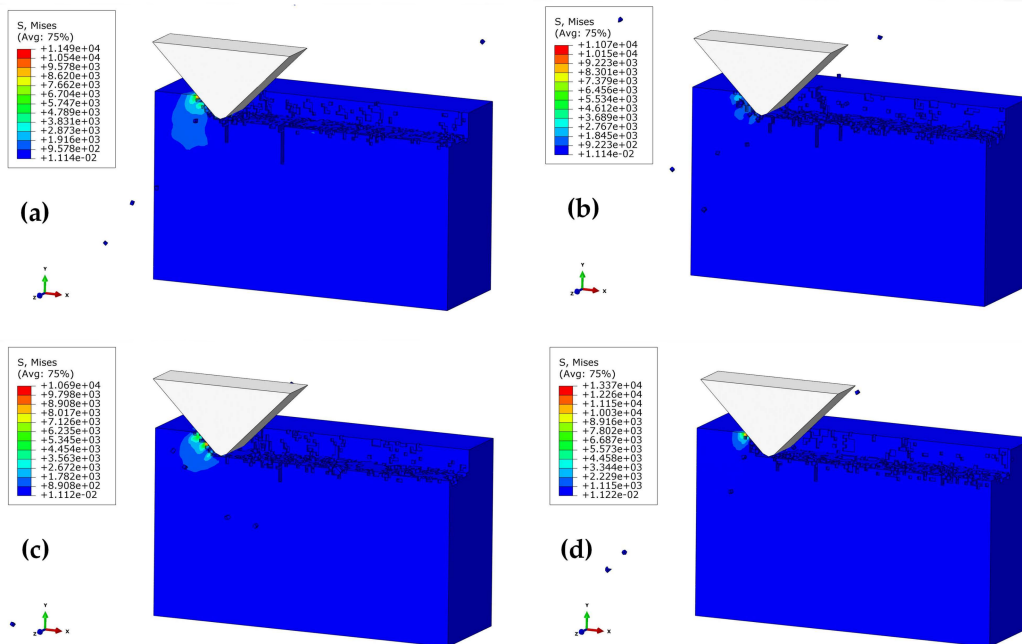 S, Mises
(Avg: 75%)
+1.149e+04
+1.054e+04
+9.578e+03
+8.620e+03
+7.662e+03
+6.704e+03
+5.747e+03
+4.789e+03
+3.831e+03
+2.873e+03
+1.916e+03
+9.578e+02
+1.114e-02
(a)
Y
Z
X
S, Mises
(Avg: 75%)
+1.107e+04
+1.015e+04
+9.223e+03
+8.301e+03
+7.379e+03
+6.456e+03
+5.534e+03
+4.612e+03
+3.689e+03
+2.767e+03
+1.845e+03
+9.223e+02
+1.114e-02
(b)
Y
Z
X
S, Mises
(Avg: 75%)
+1.069e+04
+9.798e+03
+8.908e+03
+8.017e+03
+7.126e+03
+6.235e+03
+5.345e+03
+4.454e+03
+3.563e+03
+2.672e+03
+1.782e+03
+8.908e+02
+1.112e-02
(c)
Y
Z
X
S, Mises
(Avg: 75%)
+1.337e+04
+1.226e+04
+1.115e+04
+1.003e+04
+8.916e+03
+7.802e+03
+6.687e+03
+5.573e+03
+4.458e+03
+3.344e+03
+2.229e+03
+1.115e+03
+1.122e-02
(d)
Y
Z
X